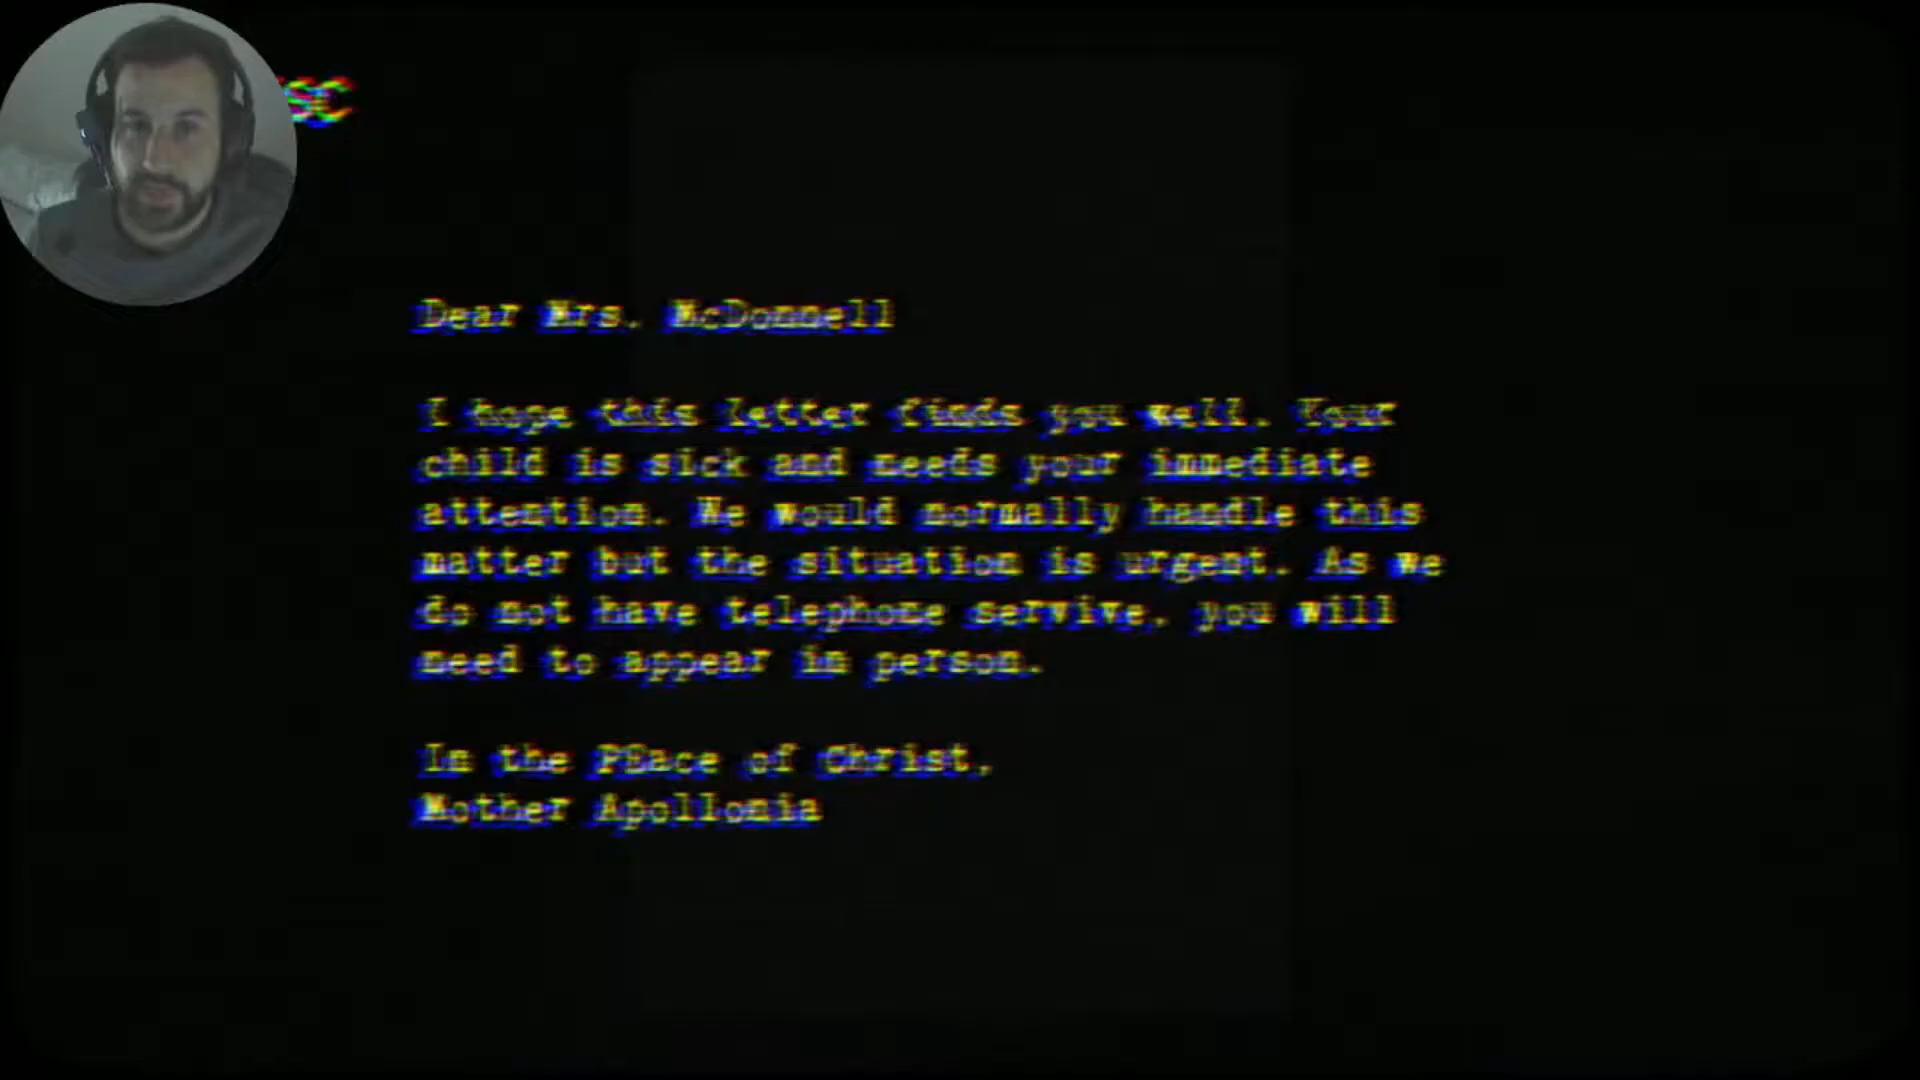 SC
Dear Mrs. McDonnell
I hope this letter finds you well. Your
child is sick and needs your immediate
attention. We would normally handle this
matter but the situation is urgent. As we
do not have telephone servive, you will
need to appear in person.
In the PEace of Christ,
Mother Apollonia